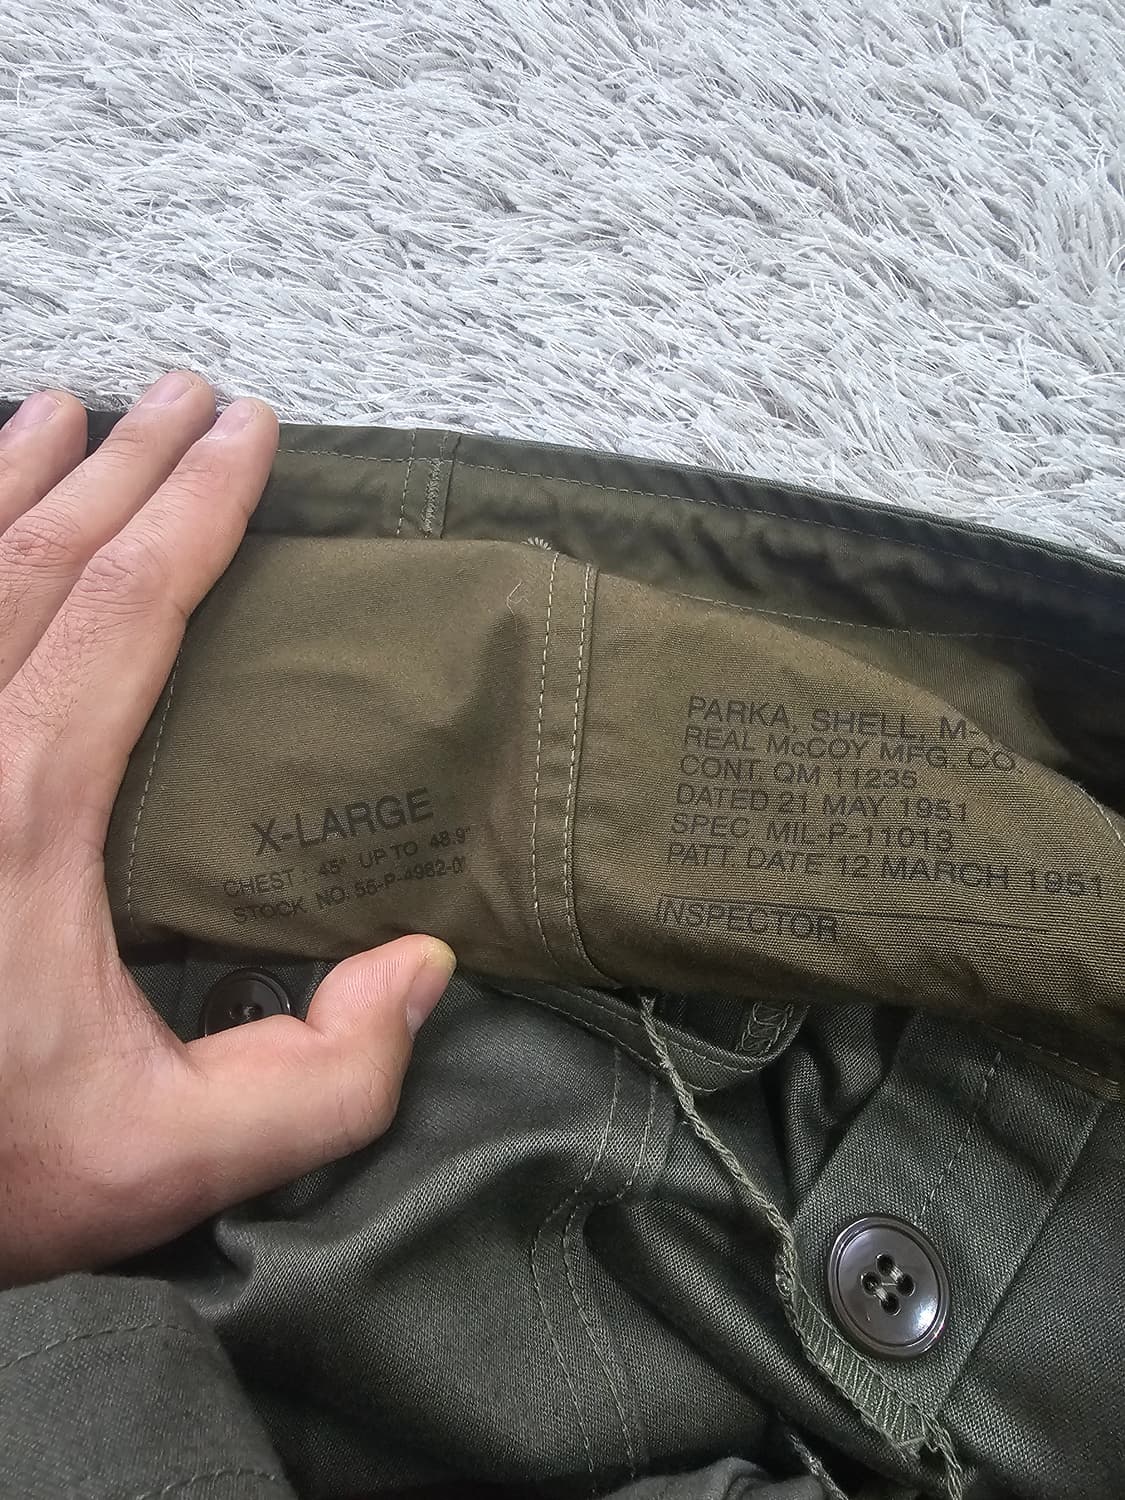 X-LARGE
CHEST: 45" UP TO 48.9"
STOCK NO. 55-P-4982-0
PARKA, SHELL, M-
REAL McCOY MFG. CO.
CONT. QM 11235
DATED 21 MAY 1951
SPEC. MIL-P-11013
PATT. DATE 12 MARCH 1951
INSPECTOR